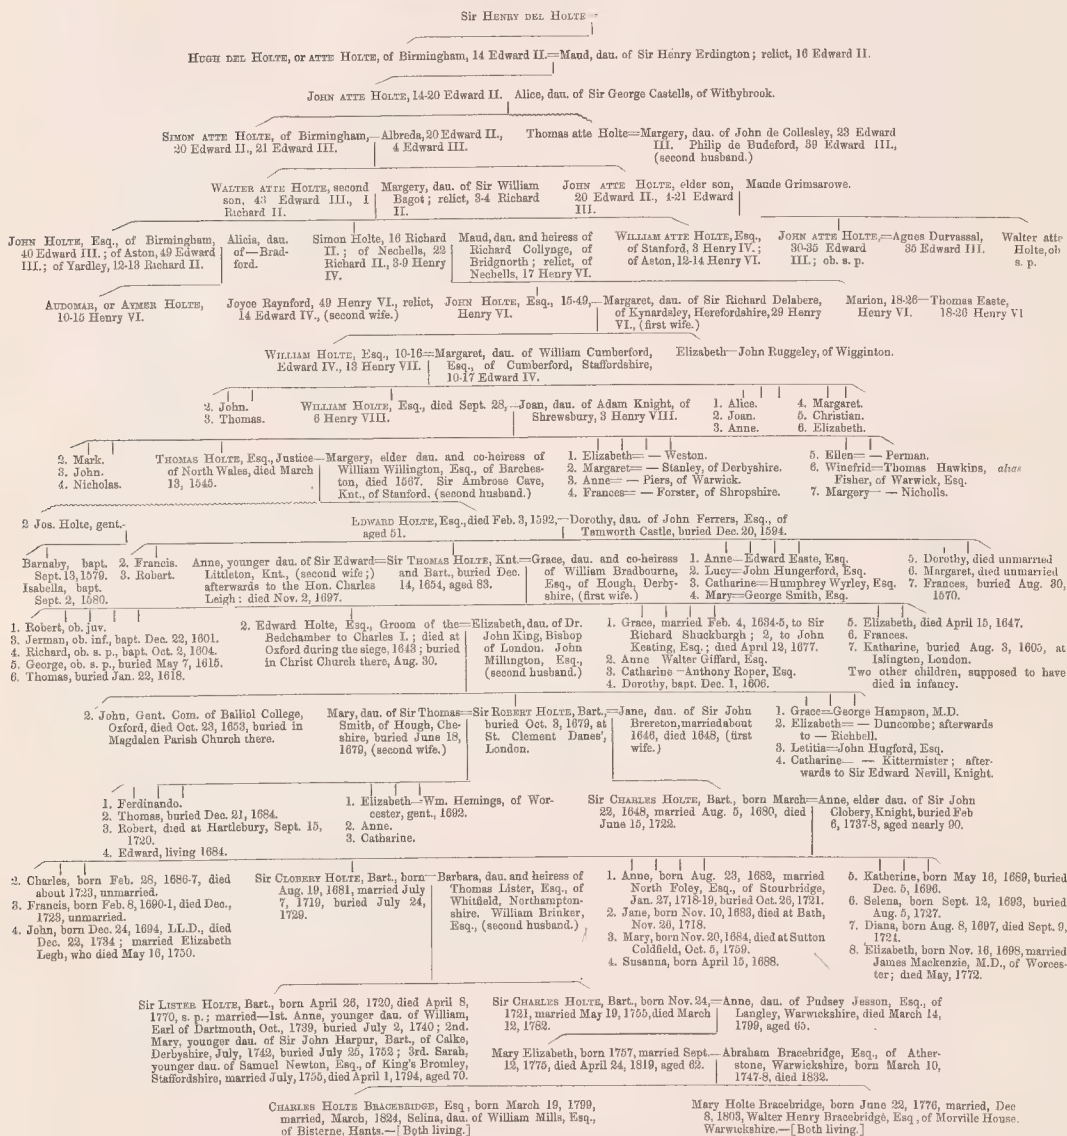 Sir HENRY DEL HOLTE=
HUGH DEL HOLTE, OR ATTE HOLTE, of Birmingham, 14 Edward II.=Maud, dau. of Sir Henry Erdington; relict, 16 Edward II.
JOHN ATTE HOLTE, 14-20 Edward II. Alice, dau. of Sir George Castells, of Withybrook.
SIMON ATTE HOLTE, of Birmingham,
20 Edward II., 21 Edward III.
Albreda, 20 Edward II.,
4 Edward III.
Thomas atte Holte=Margery, dau. of John de Collesley, 23 Edward
III. Philip de Budeford, 39 Edward III.,
(second husband.)
WALTER ATTE HOLTE, second
son, 43 Edward III., 1
Richard II.
Margery, dau. of Sir William
Bagot; relict, 3-4 Richard
II.
JOHN ATTE HOLTE, elder son,
20 Edward II., 1-21 Edward
III.
Maude Grimsarowe.
JOHN HOLTE, Esq., of Birmingham,
40 Edward III.; of Aston, 49 Edward
III.; of Yardley, 12-13 Richard II.
Alicia, dau.
of —Brad-
ford.
Simon Holte, 16 Richard
II.; of Nechells, 22
Richard II., 3-9 Henry
IV.
Maud, dau. and heiress of
Richard Collynge, of
Bridgnorth; relict, of
Nechells, 17 Henry VI.
WILLIAM ATTE HOLTE, Esq.,
of Stanford, 3 Henry IV.;
of Aston, 12-14 Henry VI.
JOHN ATTE HOLTE,=Agnes Durvassal,
30-35 Edward 35 Edward III.
III.; ob. s. p.
Walter atte
Holte, ob
s. p.
AUDOMAR, OR AYMER HOLTE,
10-15 Henry VI.
Joyce Raynford, 49 Henry VI., relict,
14 Edward IV., (second wife.)
JOHN HOLTE, Esq., 15-49,
Henry VI.
Margaret, dau. of Sir Richard Delabere,
of Kynardsley, Herefordshire, 29 Henry
VI., (first wife.)
Marion, 18-26—Thomas Easte,
Henry VI. 18-26 Henry VI
WILLIAM HOLTE, Esq., 10-16=
Edward IV., 13 Henry VII.
Margaret, dau. of William Cumberford,
Esq., of Cumberford, Staffordshire,
10-17 Edward IV.
Elizabeth—John Ruggeley, of Wigginton.
2. John.
3. Thomas.
WILLIAM HOLTE, Esq., died Sept. 28,
6 Henry VIII.
Joan, dau. of Adam Knight, of
Shrewsbury, 3 Henry VIII.
1. Alice.
2. Joan.
3. Anne.
4. Margaret.
5. Christian.
6. Elizabeth.
2. Mark.
3. John.
4. Nicholas.
THOMAS HOLTE, Esq., Justice
of North Wales, died March
13, 1545.
Margery, elder dau. and co-heiress of
William Willington, Esq., of Barches-
ton, died 1567. Sir Ambrose Cave,
Knt., of Stanford. (second husband.)
1. Elizabeth= — Weston.
2. Margaret= — Stanley, of Derbyshire.
3. Anne= — Piers, of Warwick.
4. Frances= — Forster, of Shropshire.
5. Ellen= — Perman.
6. Winefrid=Thomas Hawkins, alias
Fisher, of Warwick, Esq.
7. Margery— — Nicholls.
2 Jos. Holte, gent.-
EDWARD HOLTE, Esq., died Feb. 3, 1592,
aged 51.
Dorothy, dau. of John Ferrers, Esq., of
Tamworth Castle, buried Dec. 20, 1594.
Barnaby, bapt.
Sept. 13, 1579.
Isabella, bapt.
Sept. 2, 1580.
2. Francis.
3. Robert.
Anne, younger dau. of Sir Edward=
Littleton, Knt., (second wife;)
afterwards to the Hon. Charles
Leigh: died Nov. 2, 1697.
Sir THOMAS HOLTE, Knt.=
and Bart., buried Dec.
14, 1654, aged 83.
Grace, dau. and co-heiress
of William Bradbourne,
Esq., of Hough, Derby-
shire, (first wife.)
1. Anne—Edward Easte, Esq.
2. Lucy—John Hungerford, Esq.
3. Catharine=Humphrey Wyrley, Esq.
4. Mary=George Smith, Esq.
5. Dorothy, died unmarried
6. Margaret, died unmarried
7. Frances, buried Aug. 30,
1570.
1. Robert, ob. juv.
3. Jerman, ob. inf., bapt. Dec. 22, 1601.
4. Richard, ob. s. p., bapt. Oct. 2, 1604.
5. George, ob. s. p., buried May 7, 1615.
6. Thomas, buried Jan. 22, 1618.
2. Edward Holte, Esq., Groom of the
Bedchamber to Charles I.; died at
Oxford during the siege, 1643; buried
in Christ Church there, Aug. 30.
Elizabeth, dau. of Dr.
John King, Bishop
of London. John
Millington, Esq.,
(second husband.)
1. Grace, married Feb. 4, 1634-5, to Sir
Richard Shuckburgh; 2, to John
Keating, Esq.; died April 12, 1677.
2. Anne Walter Giffard, Esq.
3. Catharine—Anthony Roper, Esq.
4. Dorothy, bapt. Dec. 1, 1606.
5. Elizabeth, died April 15, 1647.
6. Frances.
7. Katharine, buried Aug. 3, 1605, at
Islington, London.
Two other children, supposed to have
died in infancy.
2. John, Gent. Com. of Bailiol College,
Oxford, died Oct. 23, 1653, buried in
Magdalen Parish Church there.
Mary, dau. of Sir Thomas=
Smith, of Hough, Che-
shire, buried June 18,
1679, (second wife.)
Sir ROBERT HOLTE, Bart.,
buried Oct. 3, 1679, at
St. Clement Danes',
London.
Jane, dau. of Sir John
Brereton, married about
1646, died 1648, (first
wife.)
1. Grace=George Hampson, M.D.
2. Elizabeth= — Duncombe; afterwards
to — Richbell.
3. Letitia=John Hugford, Esq.
4. Catharine— — Kittermister; after-
wards to Sir Edward Nevill, Knight.
1. Ferdinando.
2. Thomas, buried Dec. 21, 1684.
3. Robert, died at Hartlebury, Sept. 15,
1720.
4. Edward, living 1684.
1. Elizabeth—Wm. Hemings, of Wor-
cester, gent., 1692.
2. Anne.
3. Catharine.
Sir CHARLES HOLTE, Bart., born March
22, 1648, married Aug. 5, 1680, died
June 15, 1722.
Anne, elder dau. of Sir John
Clobery, Knight, buried Feb
6, 1737-8, aged nearly 90.
2. Charles, born Feb. 28, 1686-7, died
about 1723, unmarried.
3. Francis, born Feb. 8, 1690-1, died Dec.,
1723, unmarried.
4. John, born Dec. 24, 1694, LL.D., died
Dec. 22, 1734; married Elizabeth
Legh, who died May 16, 1750.
Sir CLOBERY HOLTE, Bart., born
Aug. 19, 1681, married July
7, 1719, buried July 24,
1729.
Barbara, dau. and heiress of
Thomas Lister, Esq., of
Whitfield, Northampton-
shire. William Brinker,
Esq., (second husband.)
1. Anne, born Aug. 23, 1682, married
North Foley, Esq., of Stourbridge,
Jan. 27, 1718-19, buried Oct. 26, 1721.
2. Jane, born Nov. 10, 1683, died at Bath,
Nov. 26, 1718.
3. Mary, born Nov. 20, 1684, died at Sutton
Coldfield, Oct. 5, 1759.
4. Susanna, born April 15, 1688.
5. Katherine, born May 16, 1689, buried
Dec. 5, 1696.
6. Selena, born Sept. 12, 1693, buried
Aug. 5, 1727.
7. Diana, born Aug. 8, 1697, died Sept. 9,
1721.
8. Elizabeth, born Nov. 16, 1698, married
James Mackenzie, M.D., of Worces-
ter; died May, 1772.
Sir LISTER HOLTE, Bart., born April 26, 1720, died April 8,
1770, s. p.; married—1st. Anne, younger dau. of William,
Earl of Dartmouth, Oct., 1739, buried July 2, 1740; 2nd.
Mary, younger dau. of Sir John Harpur, Bart., of Calke,
Derbyshire, July, 1742, buried July 25, 1752; 3rd. Sarah,
younger dau. of Samuel Newton, Esq., of King's Bromley,
Staffordshire, married July, 1755, died April 1, 1794, aged 70.
Sir CHARLES HOLTE, Bart., born Nov. 24,=
1721, married May 19, 1755, died March
12, 1782.
Anne, dau. of Pudsey Jesson, Esq., of
Langley, Warwickshire, died March 14,
1799, aged 65.
Mary Elizabeth, born 1757, married Sept.
12, 1775, died April 24, 1819, aged 62.
Abraham Bracebridge, Esq., of Ather-
stone, Warwickshire, born March 10,
1747-8, died 1832.
CHARLES HOLTE BRACEBRIDGE, Esq, born March 19, 1799,
married, March, 1824, Selina, dau. of William Mills, Esq.,
of Bisterne, Hants.—[Both living.]
Mary Holte Bracebridge, born June 22, 1776, married, Dec
8, 1803, Walter Henry Bracebridge, Esq, of Morville House.
Warwickshire.—[Both living.]